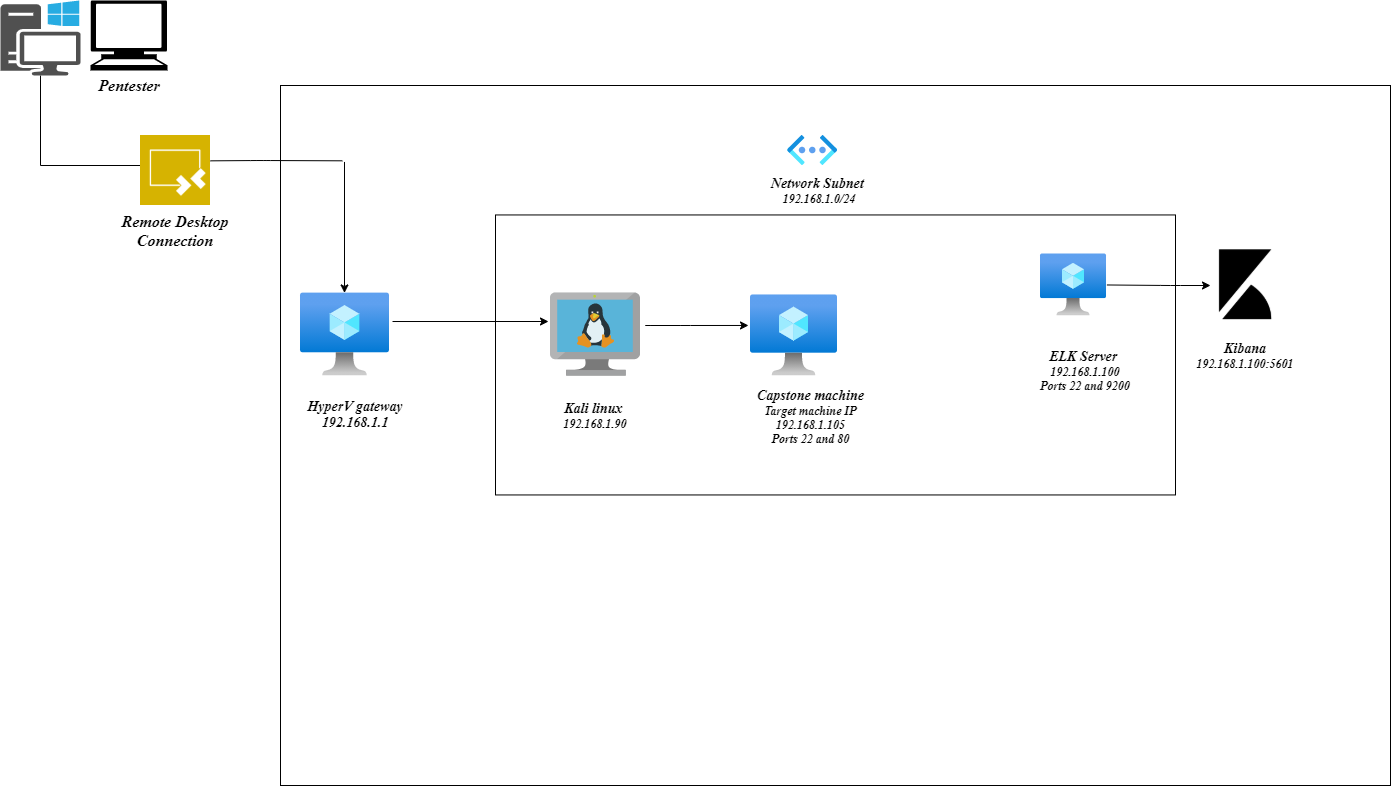 Pentester
Remote Desktop
Connection
Network Subnet
192.168.1.0/24
HyperV gateway
192.168.1.1
Kali linux
192.168.1.90
Capstone machine
Target machine IP
192.168.1.105
Ports 22 and 80
ELK Server
192.168.1.100
Ports 22 and 9200
Kibana
192.168.1.100:5601